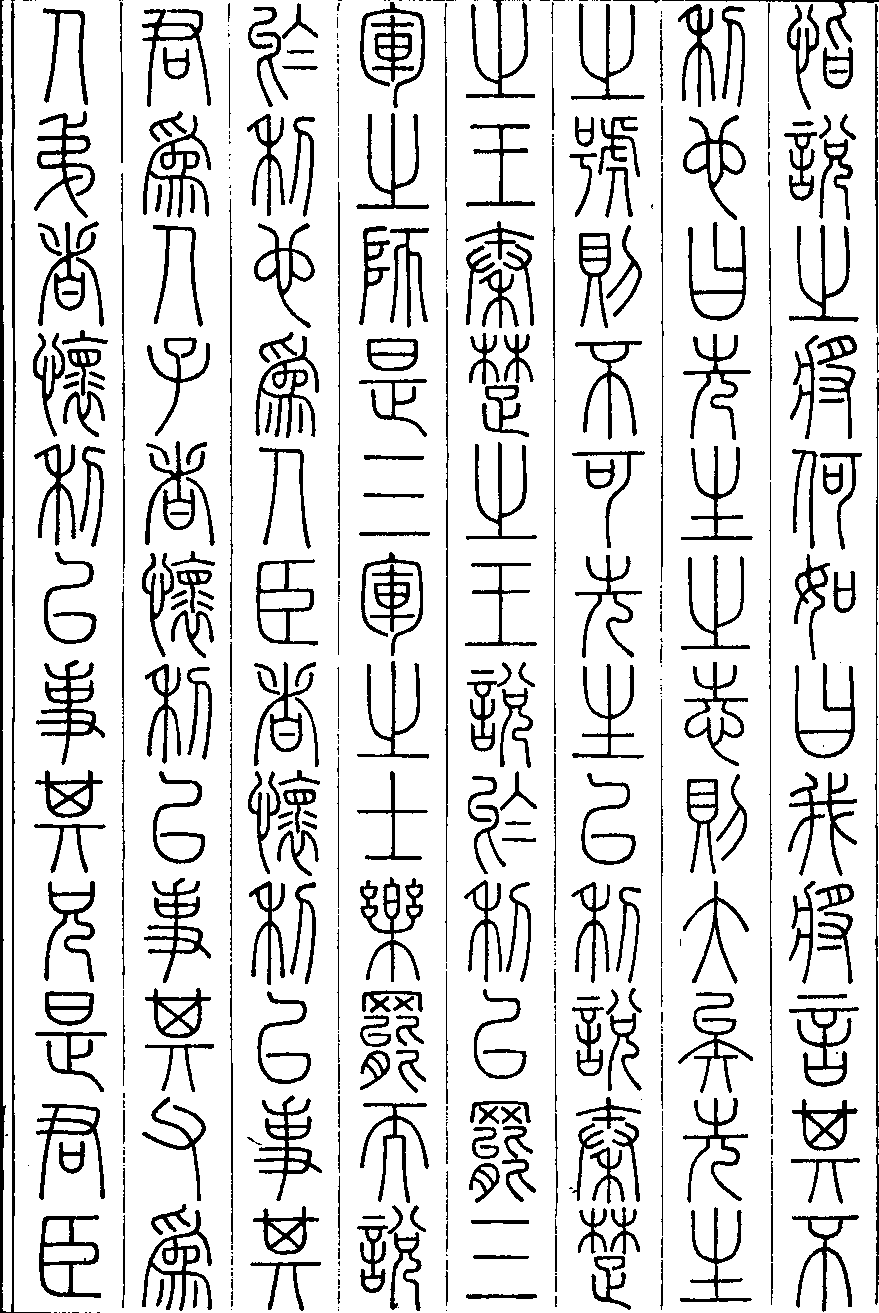 恉說之將何如曰我將言其不
利也曰先生之志則大矣先生
之號則不可先生以利說秦楚
之王秦楚之王說於利以罷三
軍之師是三軍之士樂罷而說
於利也為人臣者懷利以事其
君為人子者懷利以事其父為
人弟者懷利以事其兄是君臣